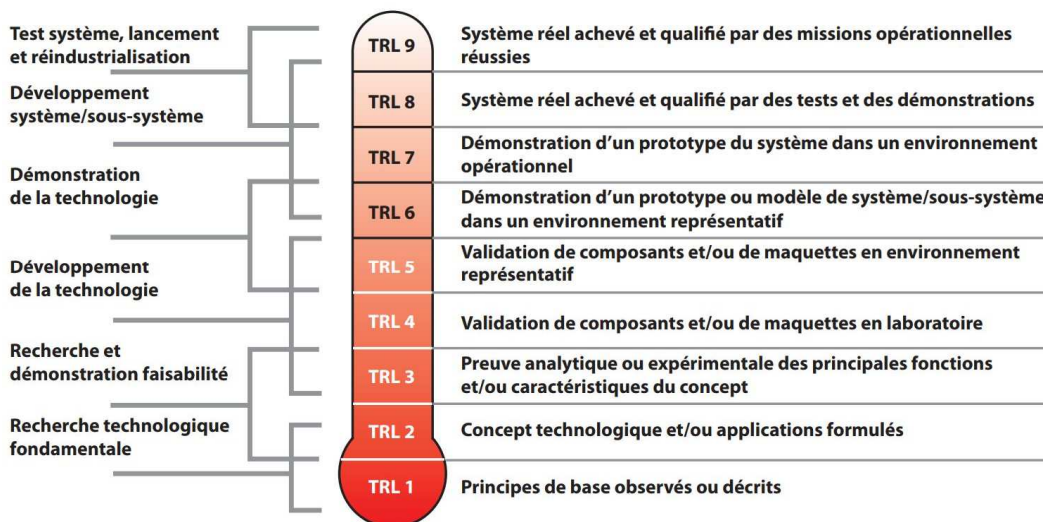 Test système, lancement
et réindustrialisation
Développement
système/sous-système
Démonstration
de la technologie
Développement
de la technologie
Recherche et
démonstration faisabilité
Recherche technologique
fondamentale
TRL 9
Système réel achevé et qualifié par des missions opérationnelles
réussies
TRL 8
Système réel achevé et qualifié par des tests et des démonstrations
TRL 7
Démonstration d'un prototype du système dans un environnement
opérationnel
TRL 6
Démonstration d'un prototype ou modèle de système/sous-système
dans un environnement représentatif
TRL 5
Validation de composants et/ou de maquettes en environnement
représentatif
TRL 4
Validation de composants et/ou de maquettes en laboratoire
TRL 3
Preuve analytique ou expérimentale des principales fonctions
et/ou caractéristiques du concept
TRL 2
Concept technologique et/ou applications formulés
TRL 1
Principes de base observés ou décrits